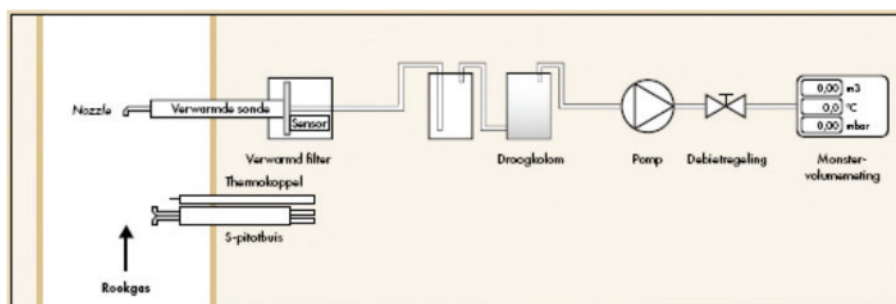 Nozzle
Verwarmde sonde
Sensor
Verwarmd filter
Thermokoppel
S-pitotbuis
Rookgas
Droogkolom
Pomp
Debietregeling
0,00 m3
0,0 °C
0,00 mbar
Monster-
volumemeting